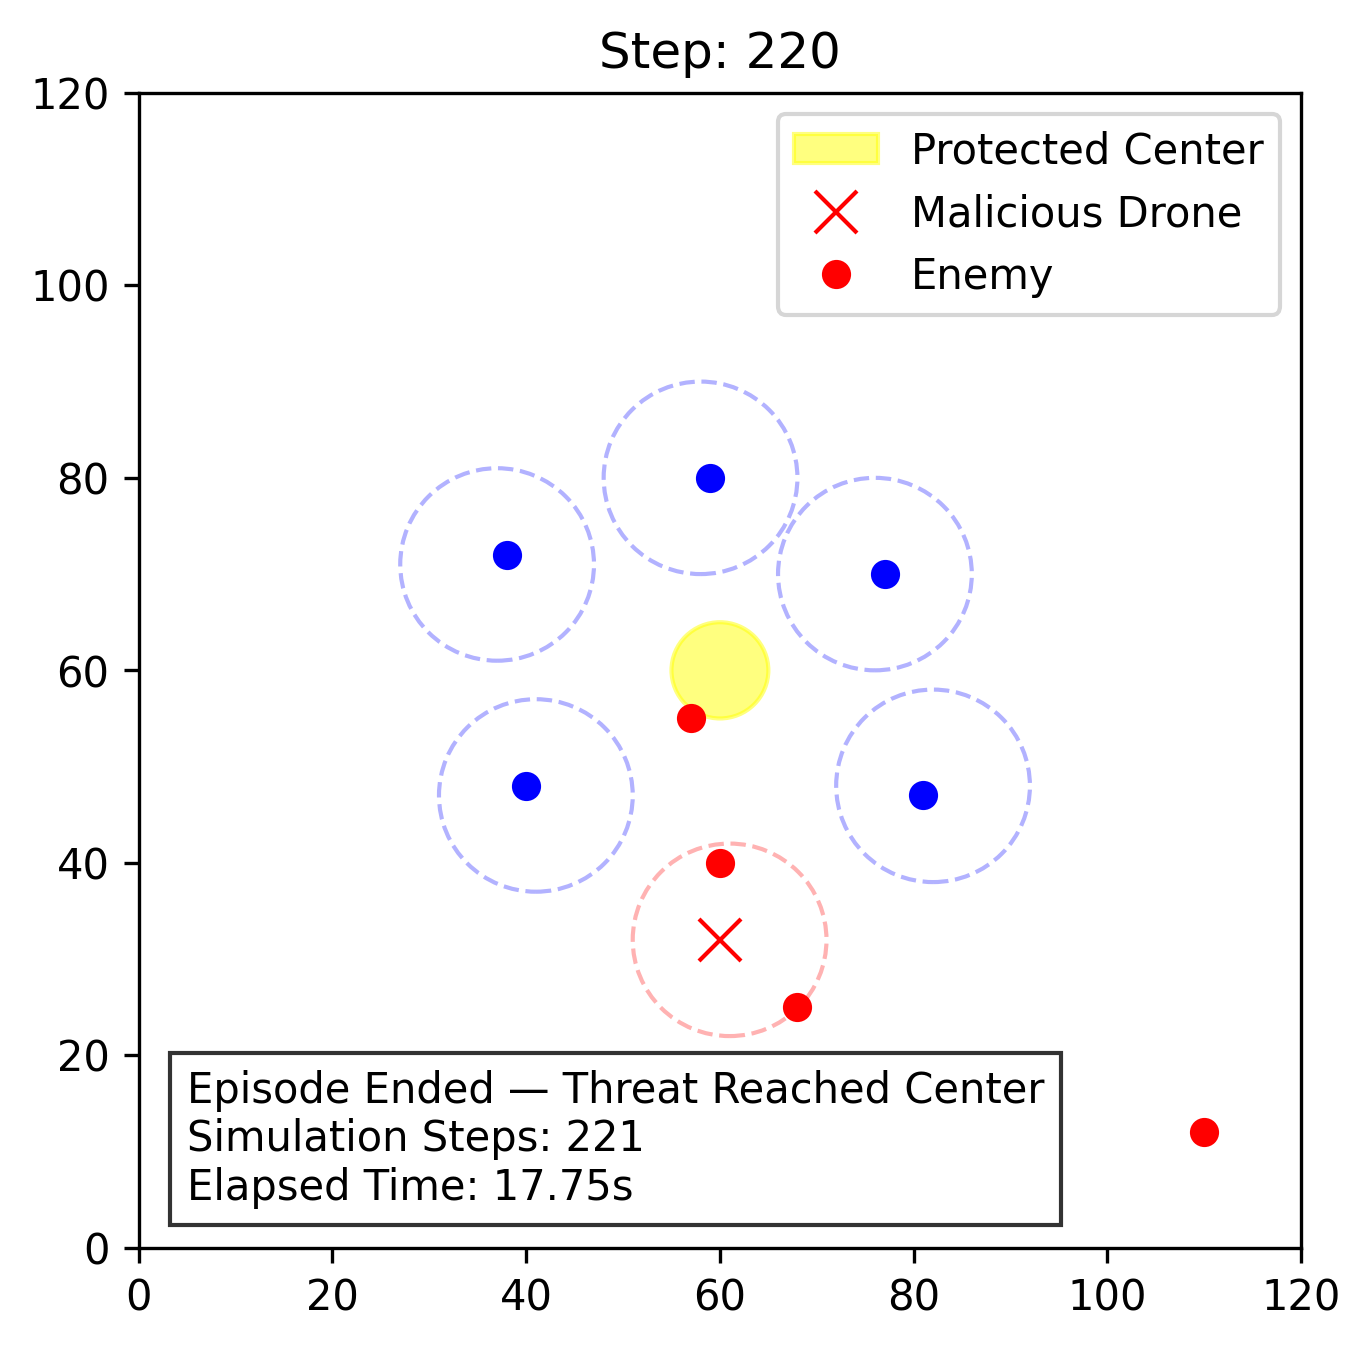 Step: 220
120
100
80
60
40
20
0
Protected Center
Malicious Drone
Enemy
Episode Ended — Threat Reached Center
Simulation Steps: 221
Elapsed Time: 17.75s
0 20 40 60 80 100 120